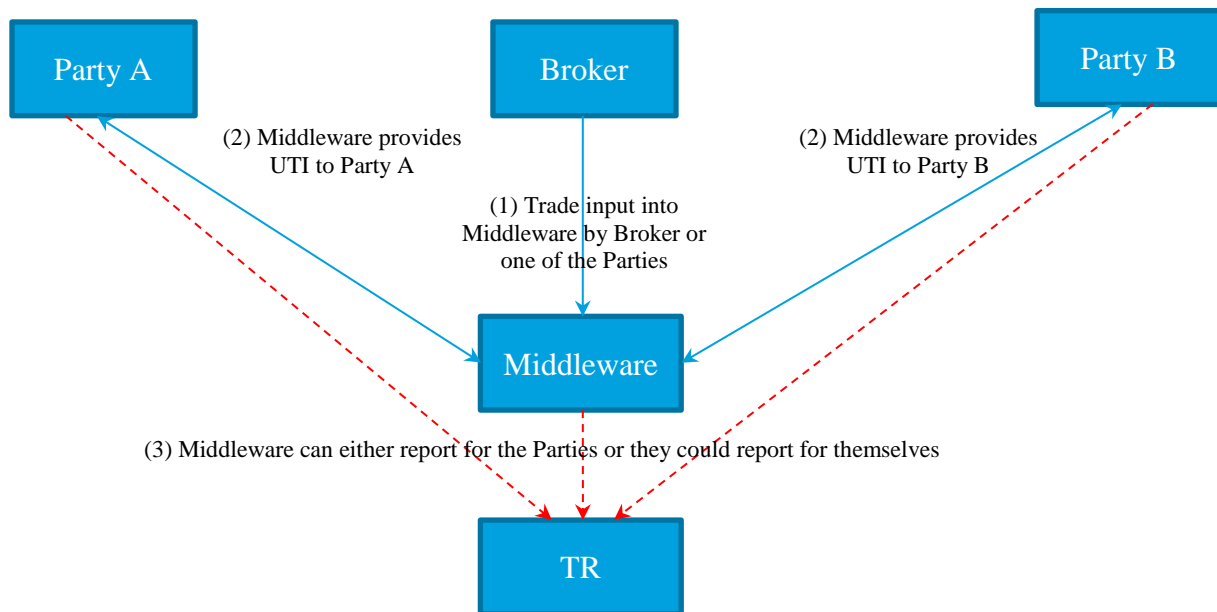 Party A
Broker
Party B
(2) Middleware provides
UTI to Party A
(2) Middleware provides
UTI to Party B
(1) Trade input into
Middleware by Broker or
one of the Parties
Middleware
(3) Middleware can either report for the Parties or they could report for themselves
TR